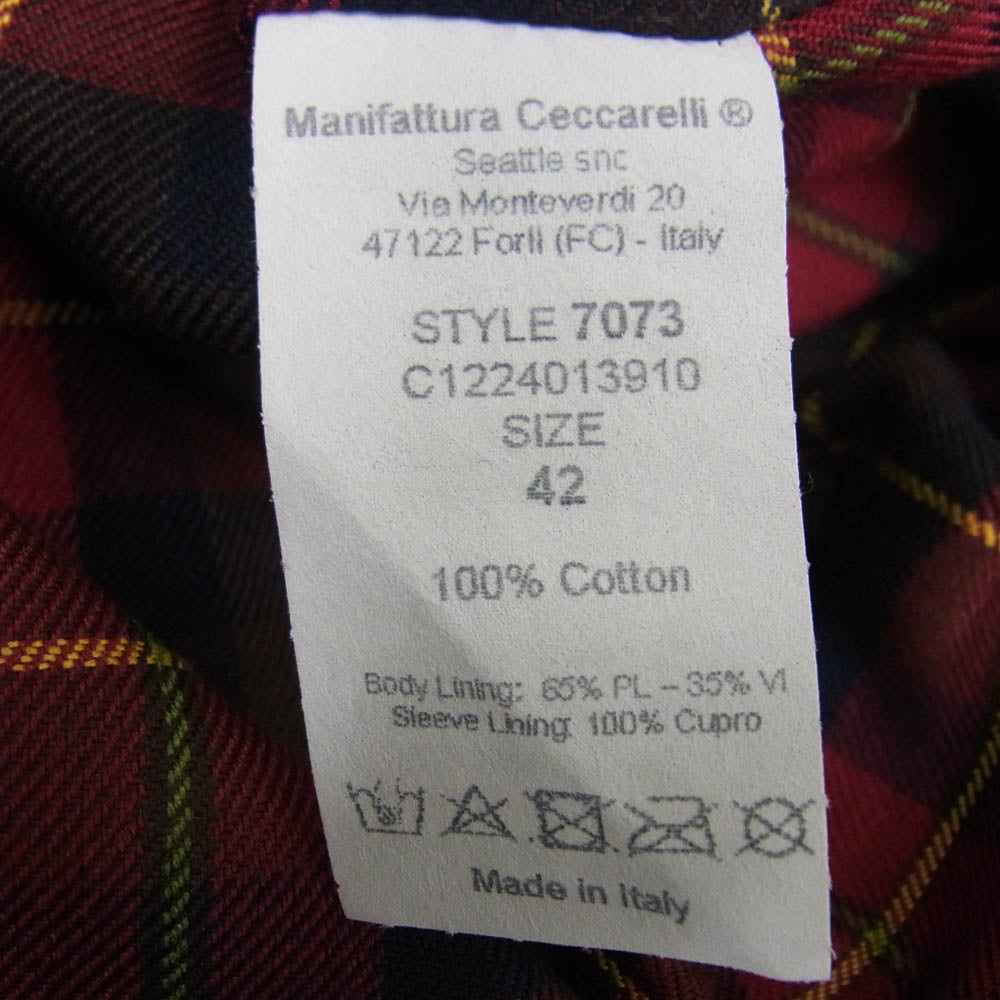 Manifattura Ceccarelli ®
Seattle snc
Via Monteverdi 20
47122 Forlì (FC) - Italy
STYLE 7073
C1224013910
SIZE
42
100% Cotton
Body Lining: 65% PL – 35% VI
Sleeve Lining: 100% Cupro
Made in Italy